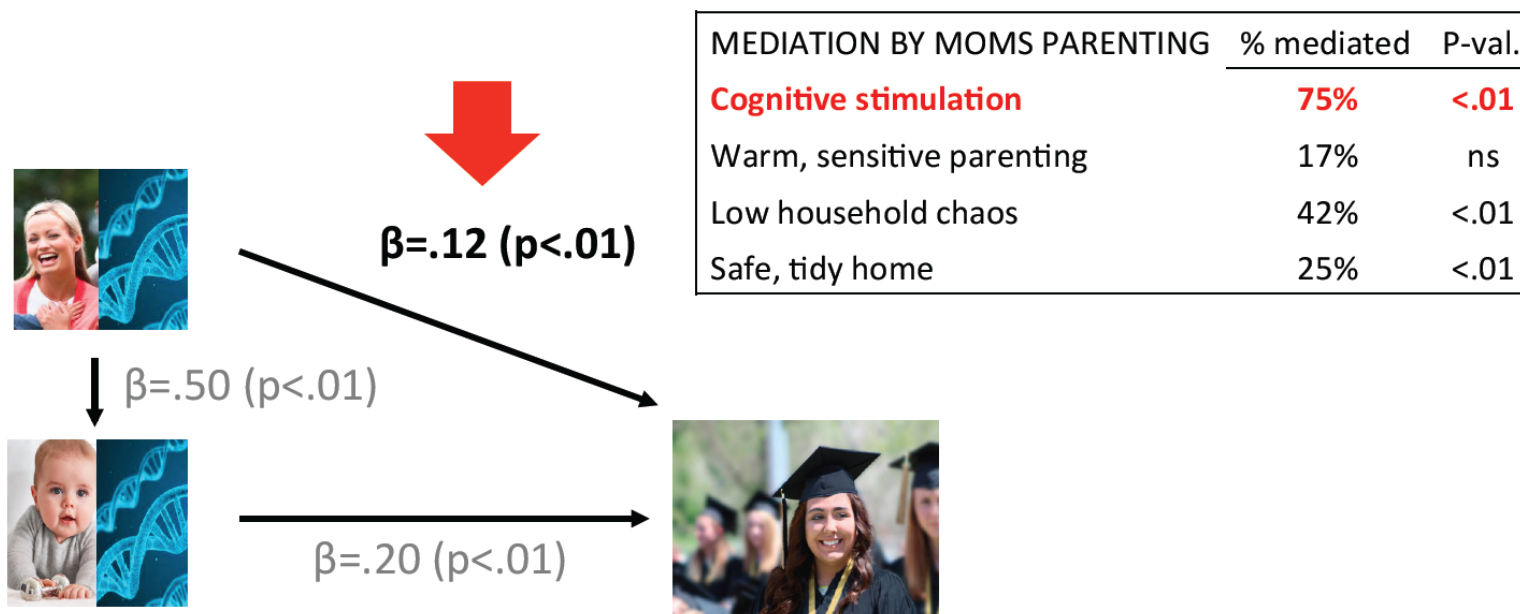 MEDIATION BY MOMS PARENTING % mediated P-val.
Cognitive stimulation 75% <.01
Warm, sensitive parenting 17% ns
Low household chaos 42% <.01
Safe, tidy home 25% <.01
β=.12 (p<.01)
β=.50 (p<.01)
β=.20 (p<.01)